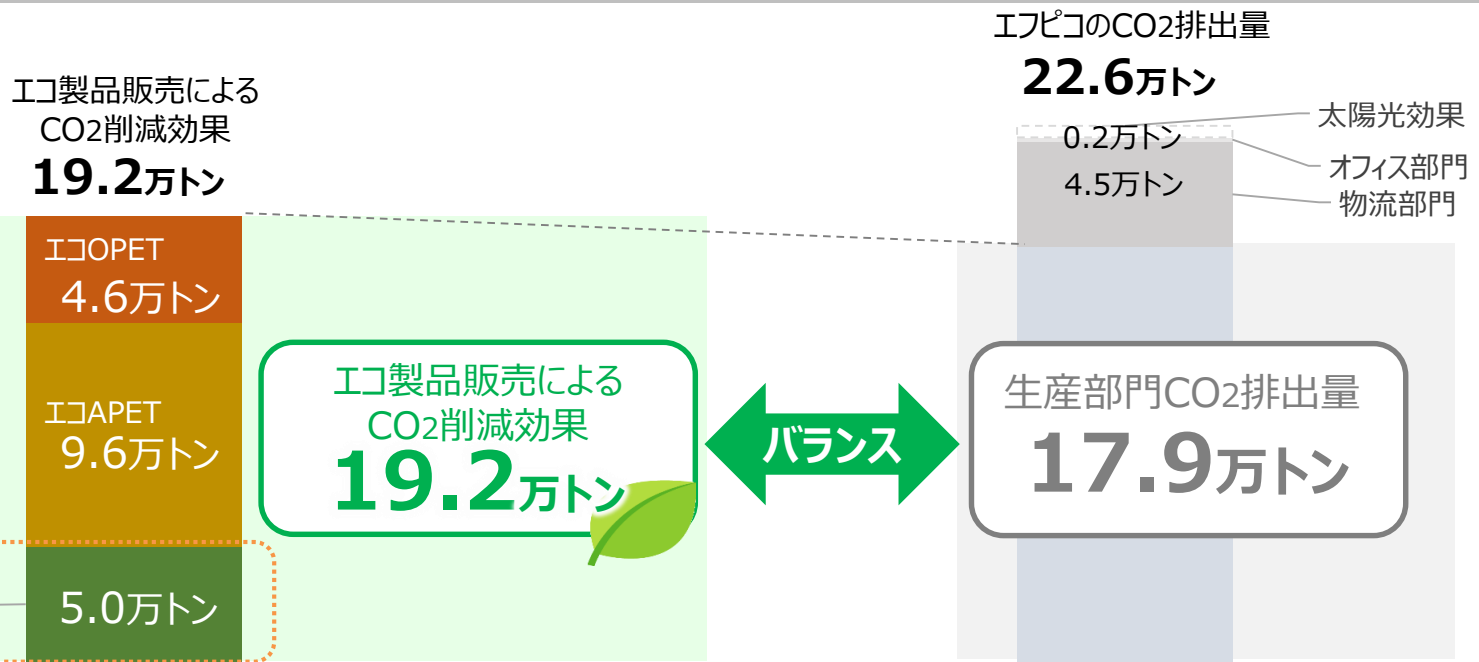 エコ製品販売による
CO2削減効果
19.2万トン
エコOPET
4.6万トン
エコAPET
9.6万トン
5.0万トン
エコ製品販売による
CO2削減効果
19.2万トン
バランス
エフピコのCO2排出量
22.6万トン
0.2万トン
4.5万トン
太陽光効果
オフィス部門
物流部門
生産部門CO2排出量
17.9万トン